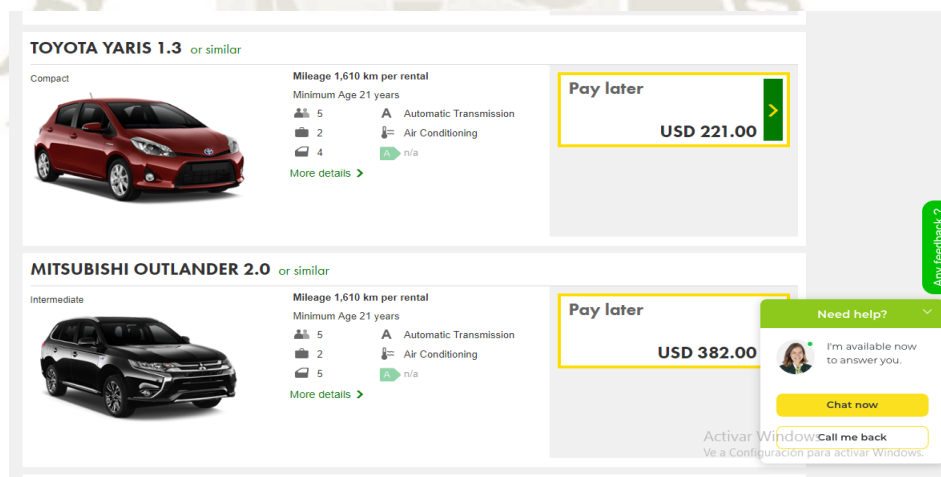 TOYOTA YARIS 1.3 or similar
Compact
Mileage 1,610 km per rental
Minimum Age 21 years
5 A Automatic Transmission
2 Air Conditioning
4 A n/a
More details
Pay later
USD 221.00
Any feedback ?
MITSUBISHI OUTLANDER 2.0 or similar
Intermediate
Mileage 1,610 km per rental
Minimum Age 21 years
5 A Automatic Transmission
2 Air Conditioning
5 A n/a
More details
Pay later
USD 382.00
Need help?
I'm available now
to answer you.
Chat now
Call me back
Activar Windows
Ve a Configuración para activar Windows.